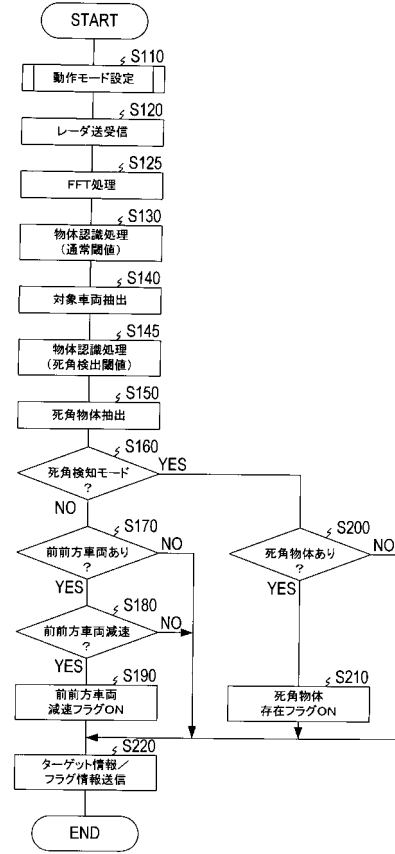 START
S110
動作モード設定
S120
レーダ送受信
S125
FFT処理
S130
物体認識処理
(通常閾値)
S140
対象車両抽出
S145
物体認識処理
(死角検出閾値)
S150
死角物体抽出
S160
死角検知モード
?
YES
NO
S170
前前方車両あり
?
NO
YES
S200
死角物体あり
?
NO
YES
S180
前前方車両減速
?
NO
YES
S190
前前方車両
減速フラグON
S210
死角物体
存在フラグON
S220
ターゲット情報/
フラグ情報送信
END